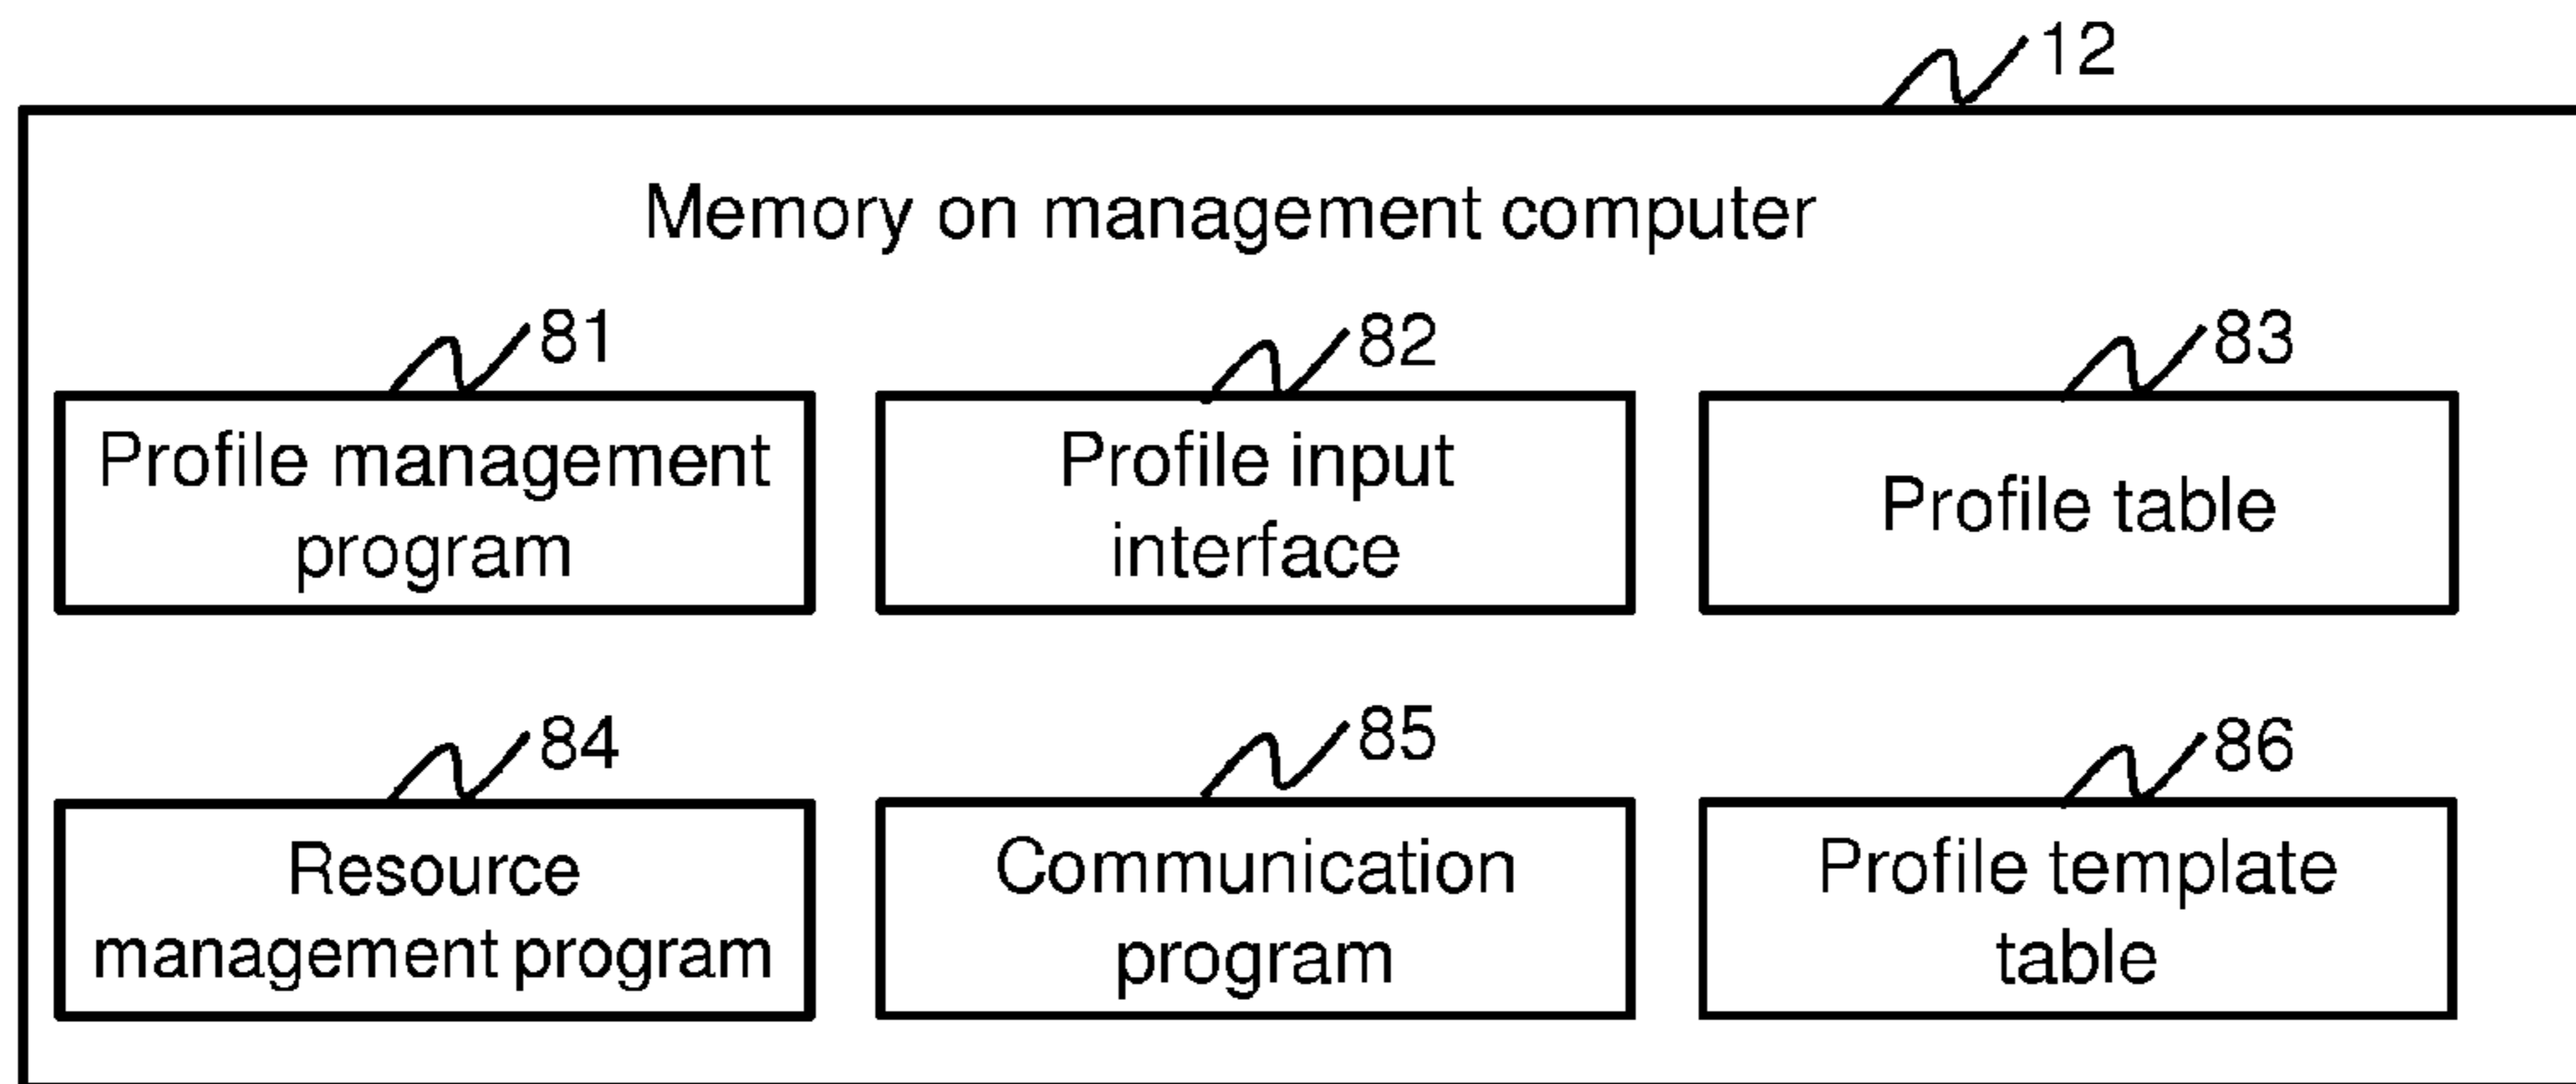 12
Memory on management computer
81
82
83
Profile management
program
Profile input
interface
Profile table
84
85
86
Resource
management program
Communication
program
Profile template
table